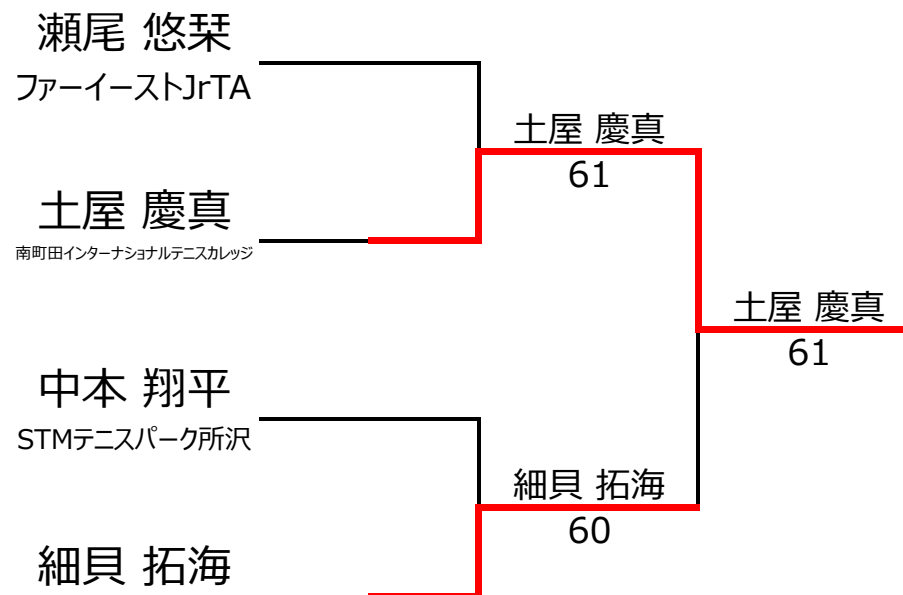 瀬尾 悠栞
ファーイーストJrTA
土屋 慶真
61
土屋 慶真
南町田インターナショナルテニスカレッジ
土屋 慶真
61
中本 翔平
STMテニスパーク所沢
細貝 拓海
60
細貝 拓海